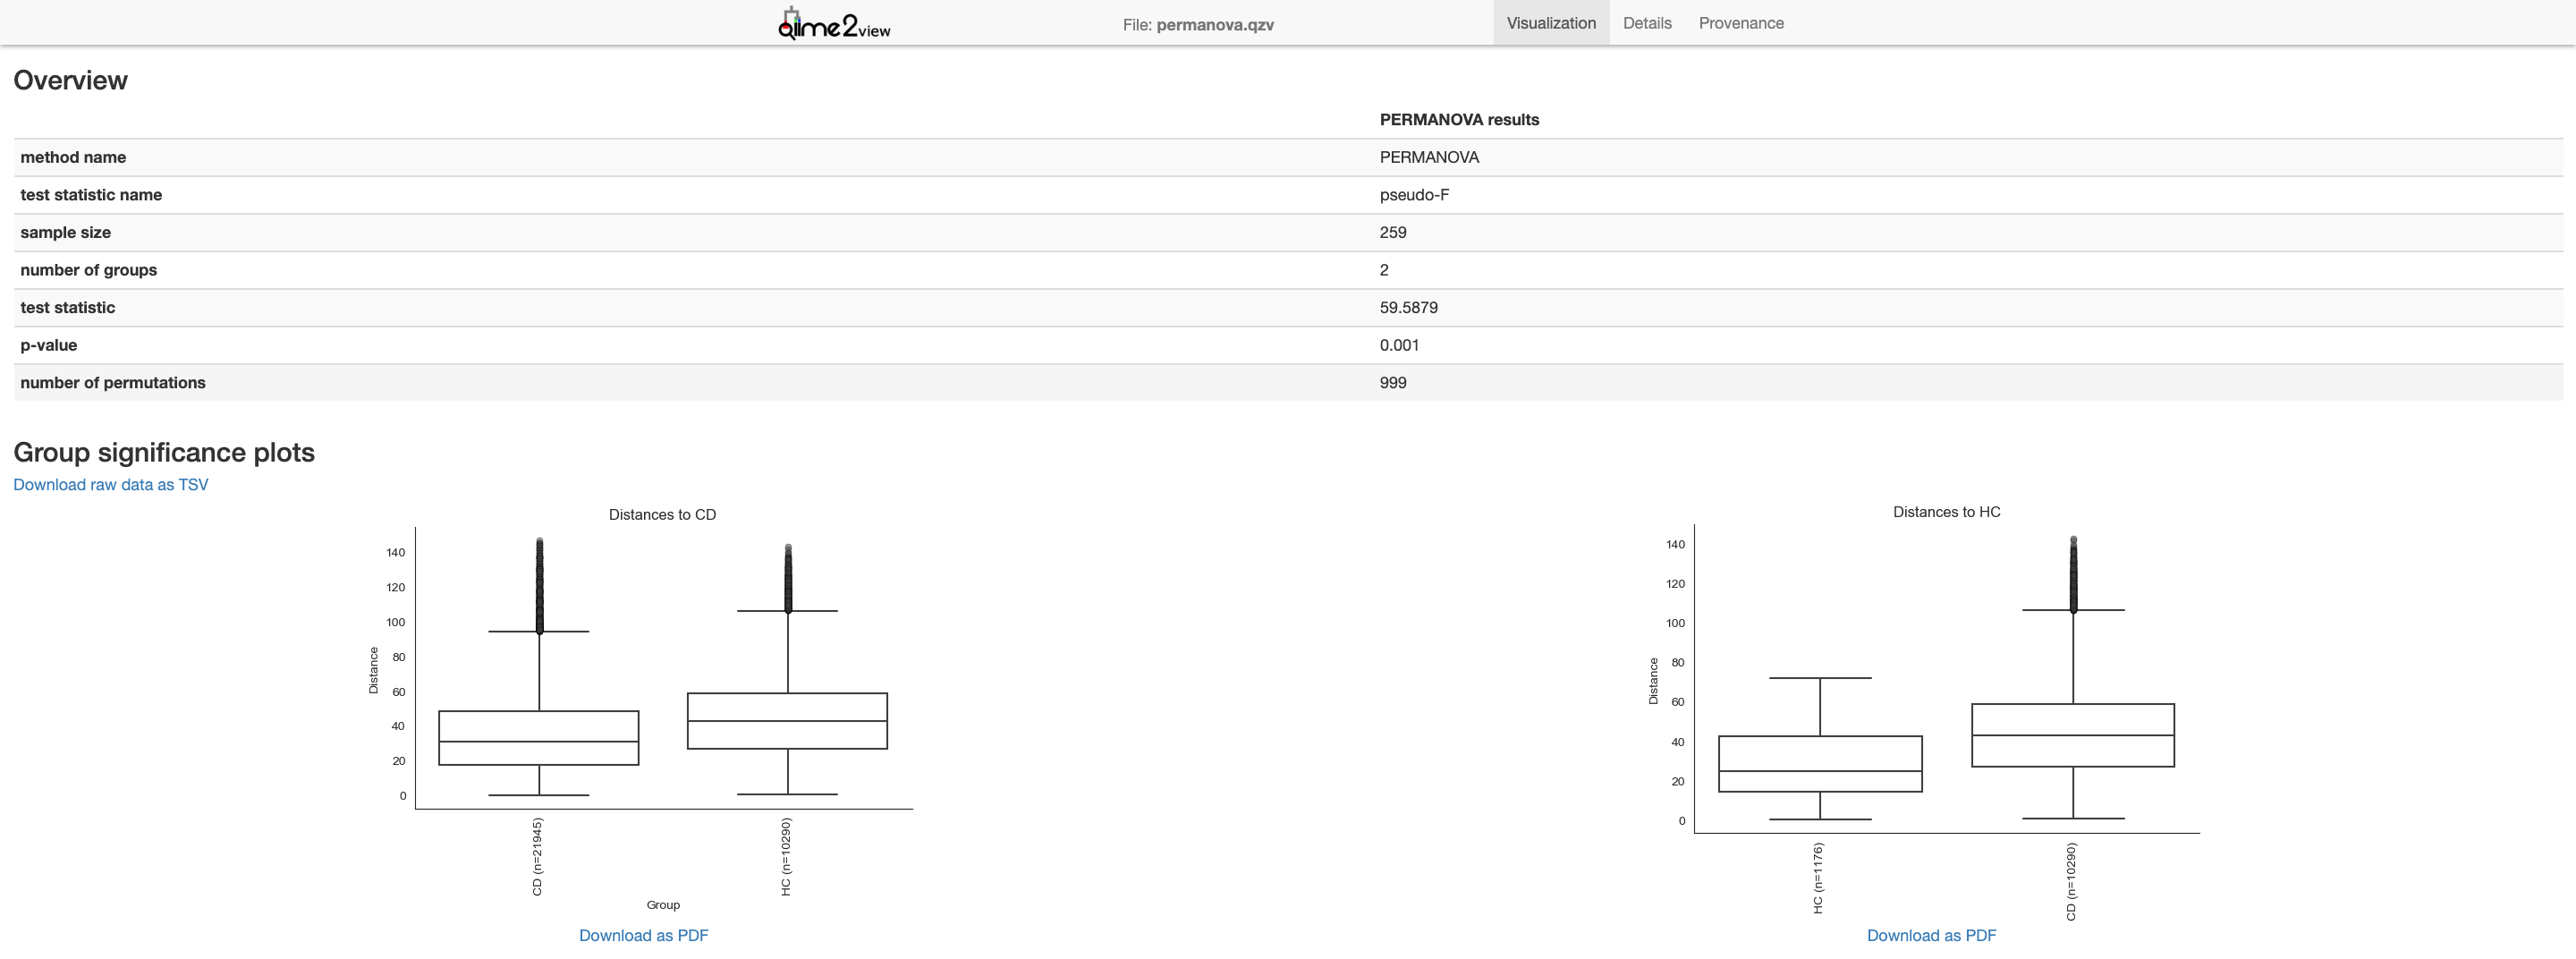 qiime2view
File: permanova.qzv
Visualization
Details
Provenance
Overview
PERMANOVA results
method name PERMANOVA
test statistic name pseudo-F
sample size 259
number of groups 2
test statistic 59.5879
p-value 0.001
number of permutations 999
Group significance plots
Download raw data as TSV
Distances to CD
140
120
100
80
60
40
20
0
Distance
CD (n=21945)
HC (n=10290)
Group
Download as PDF
Distances to HC
140
120
100
80
60
40
20
0
Distance
HC (n=1176)
CD (n=10290)
Download as PDF